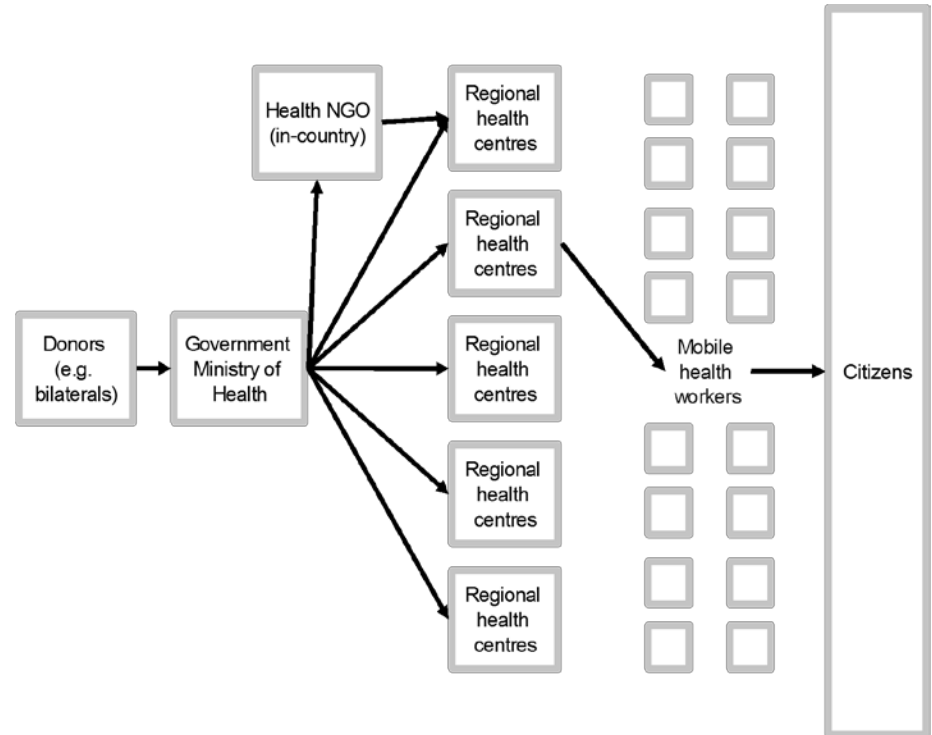 Donors
(e.g.
bilaterals)
Government
Ministry of
Health
Health NGO
(in-country)
Regional
health
centres
Regional
health
centres
Regional
health
centres
Regional
health
centres
Regional
health
centres
Mobile
health
workers
Citizens